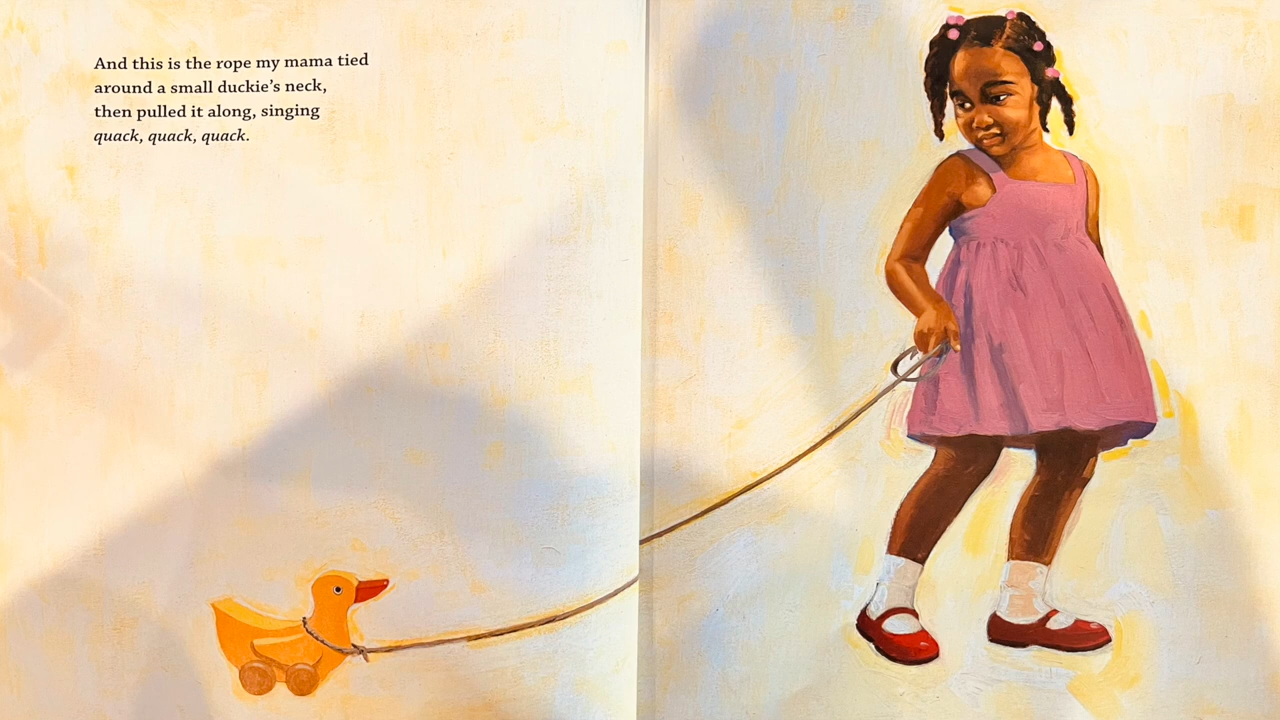 And this is the rope my mama tied
around a small duckie’s neck,
then pulled it along, singing
quack, quack, quack.